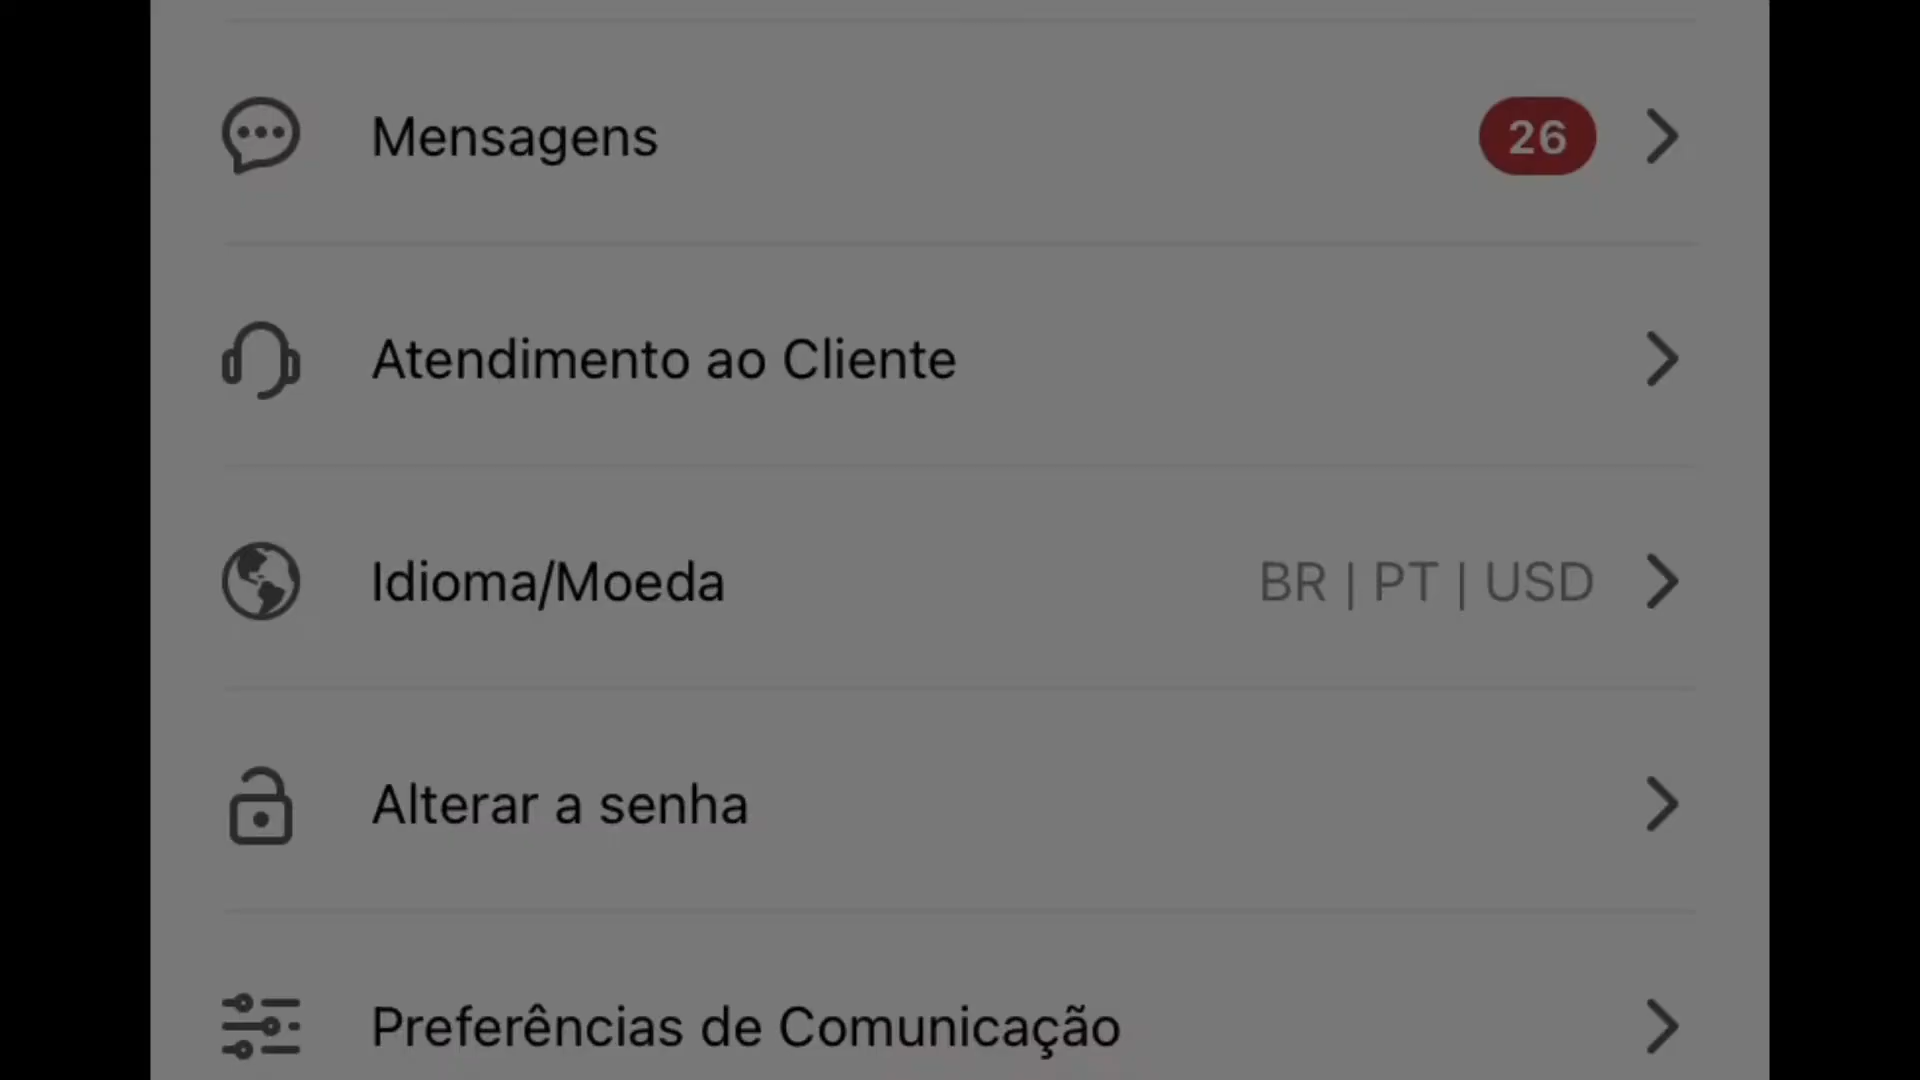 Mensagens 26
Atendimento ao Cliente
Idioma/Moeda BR | PT | USD
Alterar a senha
Preferências de Comunicação